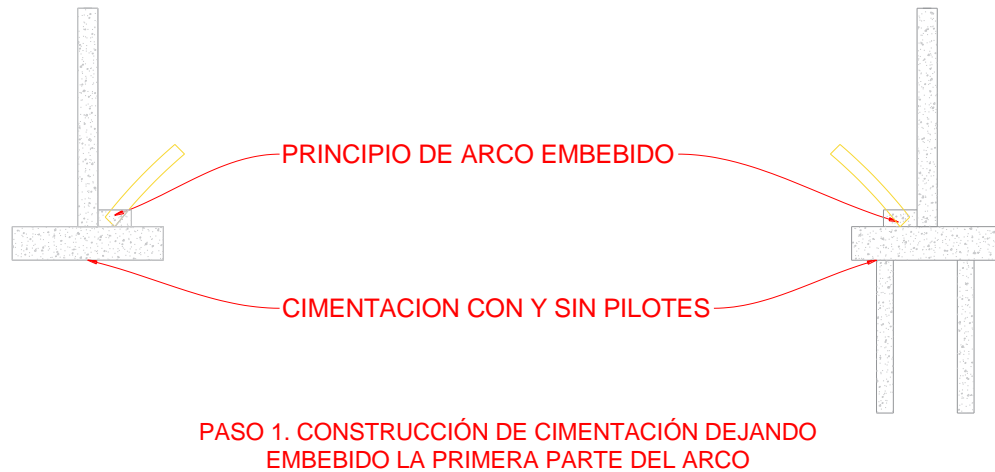 PRINCIPIO DE ARCO EMBEBIDO
CIMENTACION CON Y SIN PILOTES
PASO 1. CONSTRUCCIÓN DE CIMENTACIÓN DEJANDO
EMBEBIDO LA PRIMERA PARTE DEL ARCO